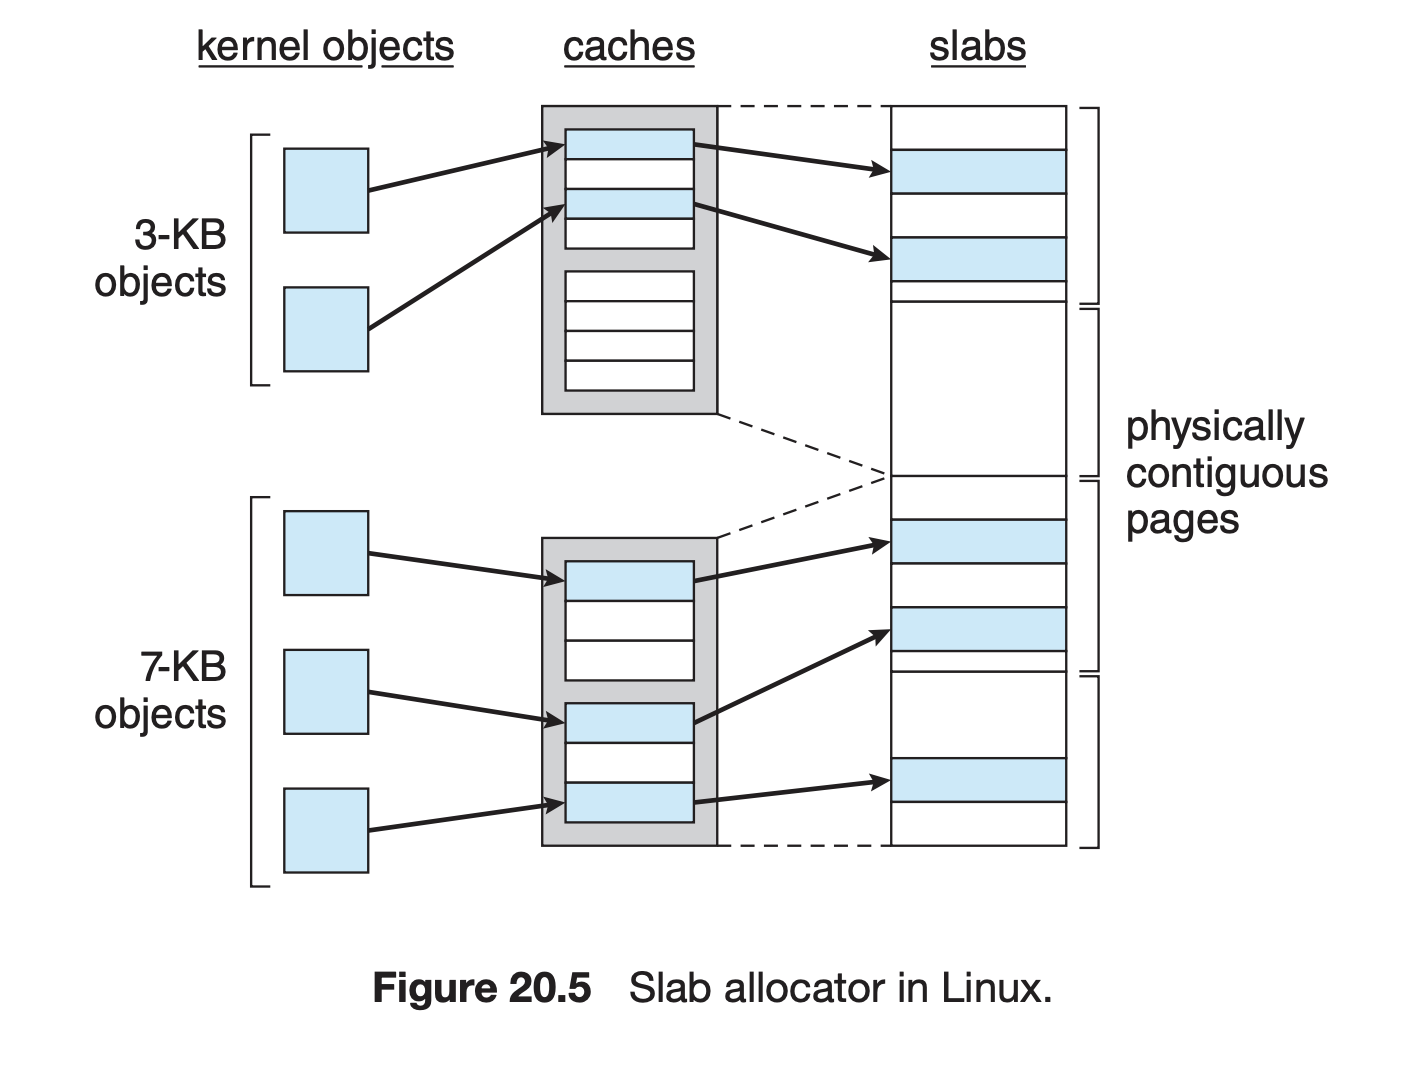 kernel objects
caches
slabs
3-KB
objects
physically
contiguous
pages
7-KB
objects
Figure 20.5 Slab allocator in Linux.